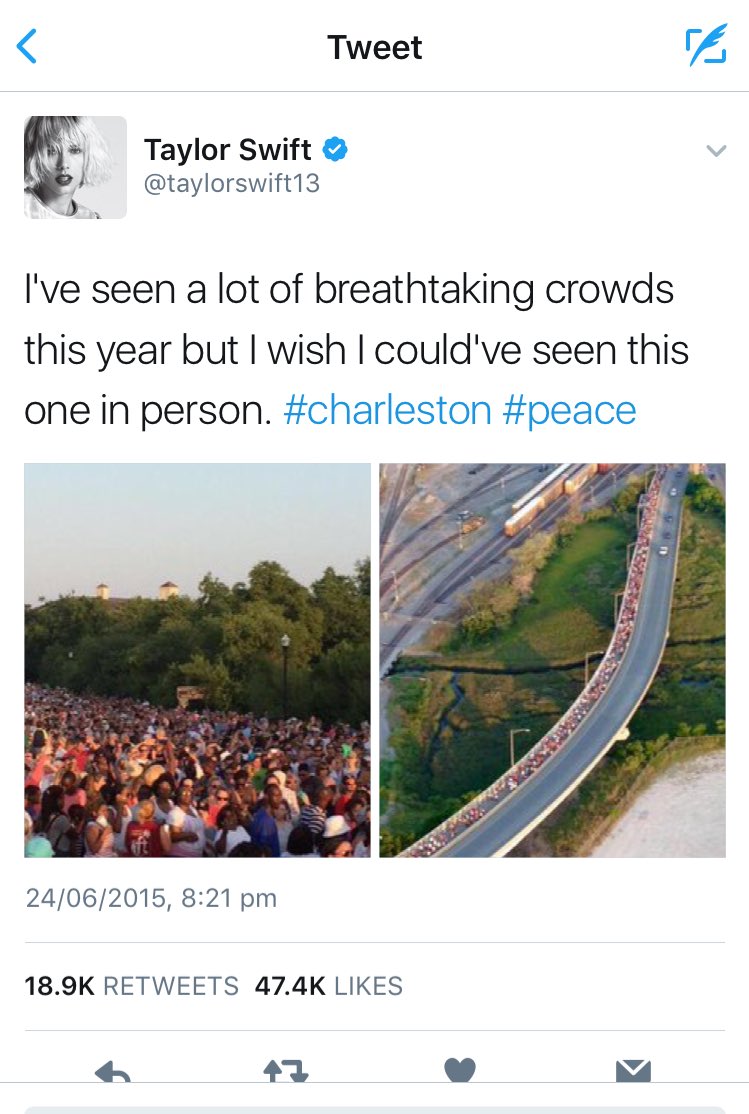 Tweet
Taylor Swift
@taylorswift13
I've seen a lot of breathtaking crowds
this year but I wish I could've seen this
one in person. #charleston #peace
24/06/2015, 8:21 pm
18.9K RETWEETS 47.4K LIKES